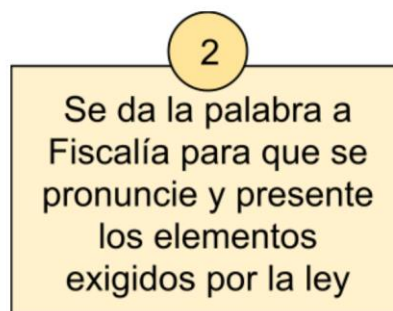 2
Se da la palabra a
Fiscalía para que se
pronuncie y presente
los elementos
exigidos por la ley